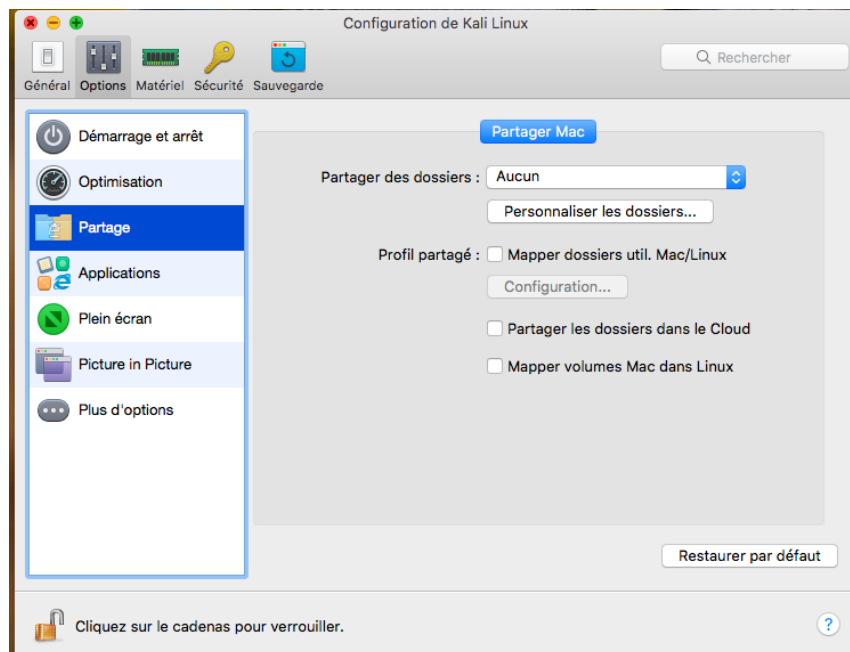 Configuration de Kali Linux
Général Options Matériel Sécurité Sauvegarde
Rechercher
Démarrage et arrêt
Optimisation
Partage
Applications
Plein écran
Picture in Picture
Plus d'options
Partager Mac
Partager des dossiers : Aucun
Personnaliser les dossiers...
Profil partagé : Mapper dossiers util. Mac/Linux
Configuration...
Partager les dossiers dans le Cloud
Mapper volumes Mac dans Linux
Restaurer par défaut
Cliquez sur le cadenas pour verrouiller.
?